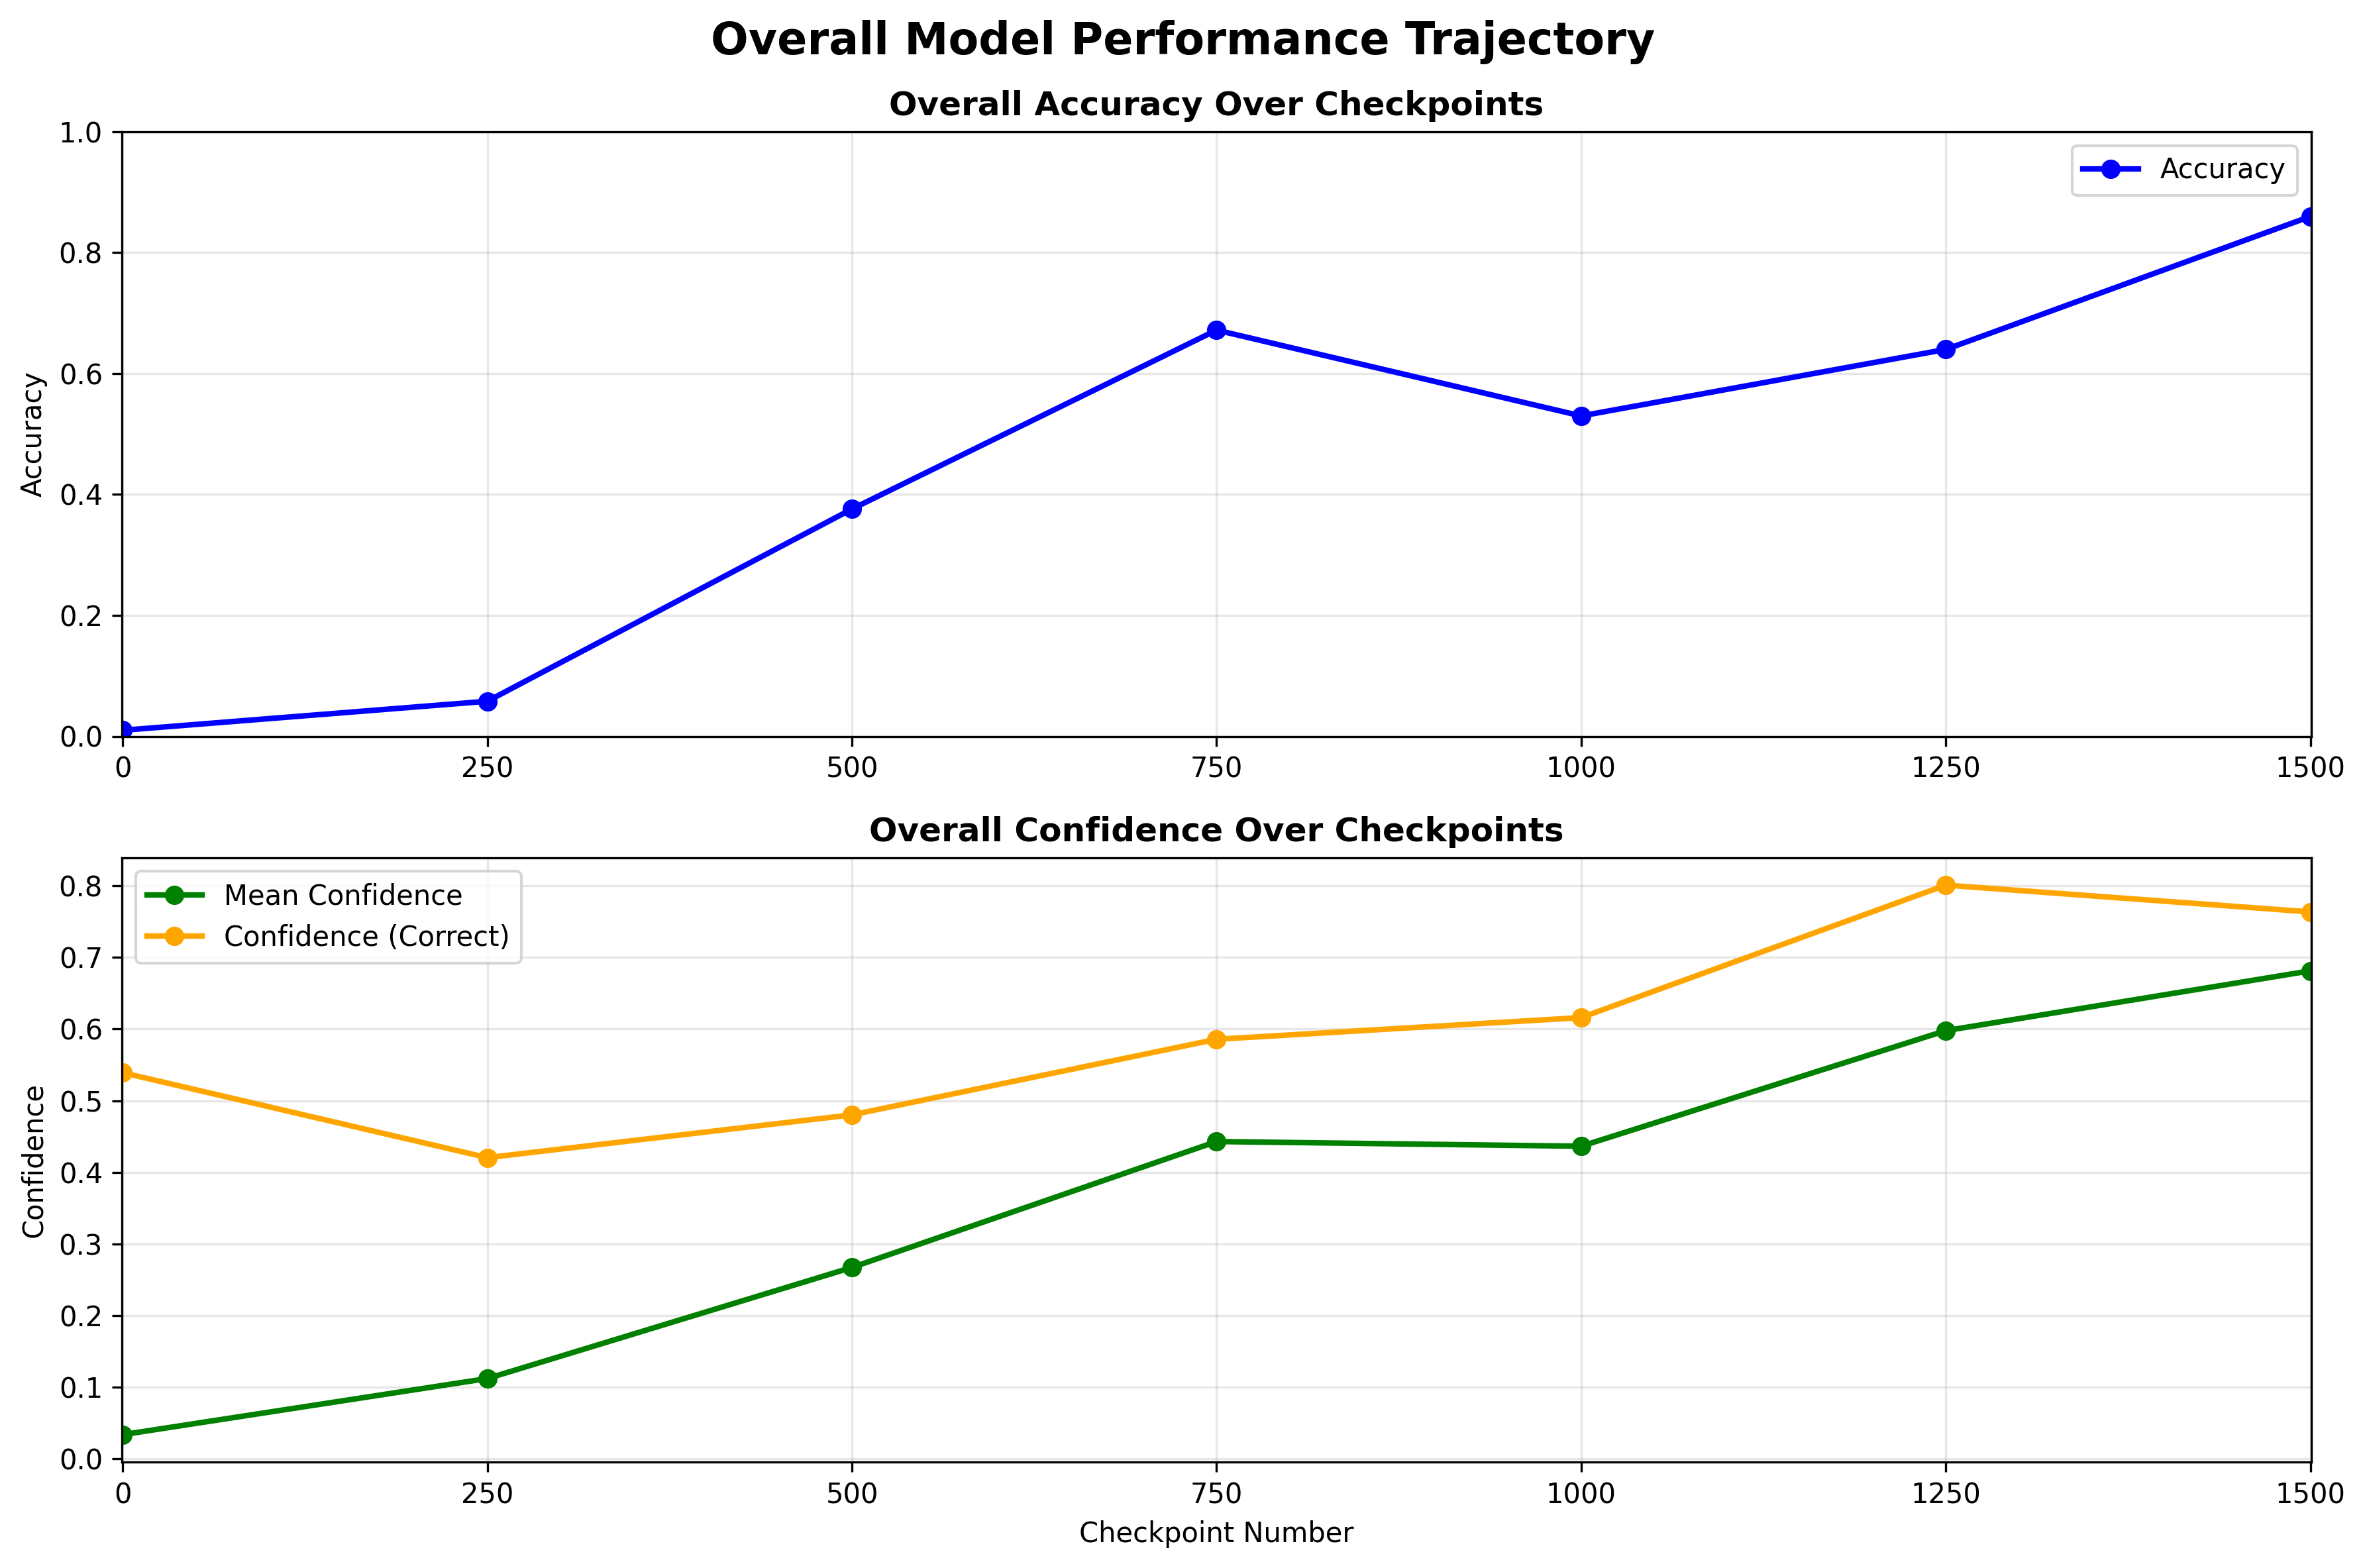 Overall Model Performance Trajectory
Overall Accuracy Over Checkpoints
1.0
0.8
0.6
0.4
0.2
0.0
Accuracy
Accuracy
0 250 500 750 1000 1250 1500
Overall Confidence Over Checkpoints
Mean Confidence
Confidence (Correct)
0.8
0.7
0.6
0.5
0.4
0.3
0.2
0.1
0.0
Confidence
0 250 500 750 1000 1250 1500
Checkpoint Number